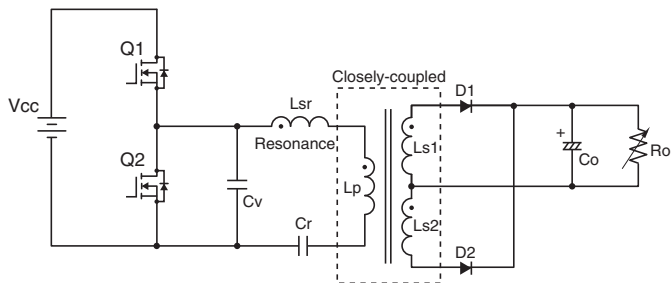 Q1
Closely-coupled
D1
Vcc
Lsr
Resonance
Ls1
+
Co
Ro
Q2
Cv
Lp
Cr
Ls2
D2